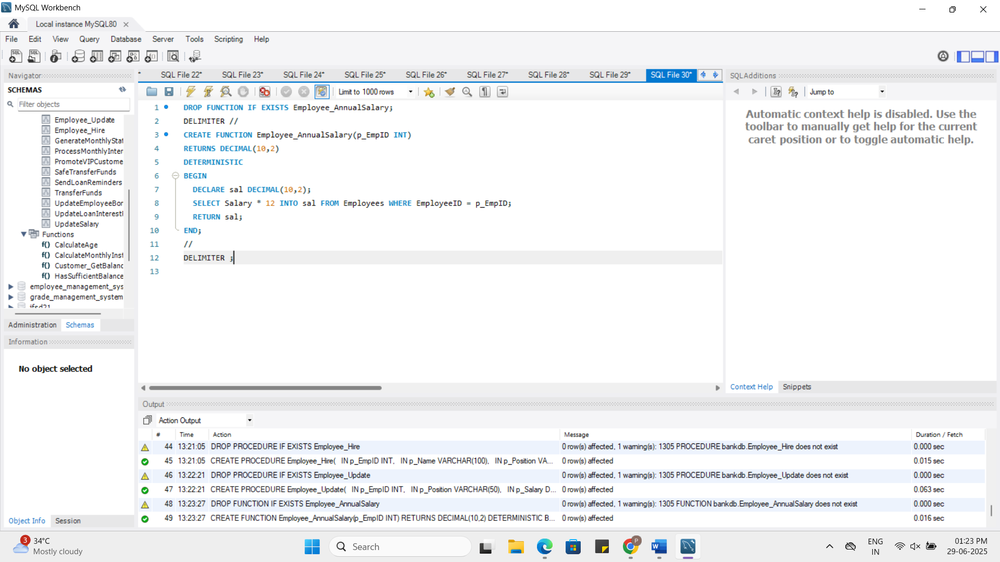 MySQL Workbench
Local instance MySQL80
File Edit View Query Database Server Tools Scripting Help
Navigator
SCHEMAS
Filter objects
Employee_Update
Employee_Hire
GenerateMonthlyStat
ProcessMonthlyInter
PromoteVIPCustome
SafeTransferFunds
SendLoanReminders
TransferFunds
UpdateEmployeeBor
UpdateLoanInterest
UpdateSalary
Functions
f() CalculateAge
f() CalculateMonthlyInst
f() Customer_GetBalanc
f() HasSufficientBalance
employee_management_sys
grade_management_system
Administration Schemas
Information
No object selected
Object Info Session
* SQL File 22* SQL File 23* SQL File 24* SQL File 25* SQL File 26* SQL File 27* SQL File 28* SQL File 29* SQL File 30*
Limit to 1000 rows
1 DROP FUNCTION IF EXISTS Employee_AnnualSalary;
2 DELIMITER //
3 CREATE FUNCTION Employee_AnnualSalary(p_EmpID INT)
4 RETURNS DECIMAL(10,2)
5 DETERMINISTIC
6 BEGIN
7 DECLARE sal DECIMAL(10,2);
8 SELECT Salary * 12 INTO sal FROM Employees WHERE EmployeeID = p_EmpID;
9 RETURN sal;
10 END;
11 //
12 DELIMITER ;
13
SQLAdditions
Jump to
Automatic context help is disabled. Use the
toolbar to manually get help for the current
caret position or to toggle automatic help.
Context Help Snippets
Output
Action Output
# Time Action Message Duration / Fetch
44 13:21:05 DROP PROCEDURE IF EXISTS Employee_Hire 0 row(s) affected, 1 warning(s): 1305 PROCEDURE bankdb.Employee_Hire does not exist 0.000 sec
45 13:21:05 CREATE PROCEDURE Employee_Hire( IN p_EmpID INT, IN p_Name VARCHAR(100), IN p_Position VA... 0 row(s) affected 0.015 sec
46 13:22:21 DROP PROCEDURE IF EXISTS Employee_Update 0 row(s) affected, 1 warning(s): 1305 PROCEDURE bankdb.Employee_Update does not exist 0.000 sec
47 13:22:21 CREATE PROCEDURE Employee_Update( IN p_EmpID INT, IN p_Position VARCHAR(50), IN p_Salary D... 0 row(s) affected 0.063 sec
48 13:23:27 DROP FUNCTION IF EXISTS Employee_AnnualSalary 0 row(s) affected, 1 warning(s): 1305 FUNCTION bankdb.Employee_AnnualSalary does not exist 0.000 sec
49 13:23:27 CREATE FUNCTION Employee_AnnualSalary(p_EmpID INT) RETURNS DECIMAL(10,2) DETERMINISTIC B... 0 row(s) affected 0.016 sec
3
34°C
Mostly cloudy
Search
ENG
IN
01:23 PM
29-06-2025